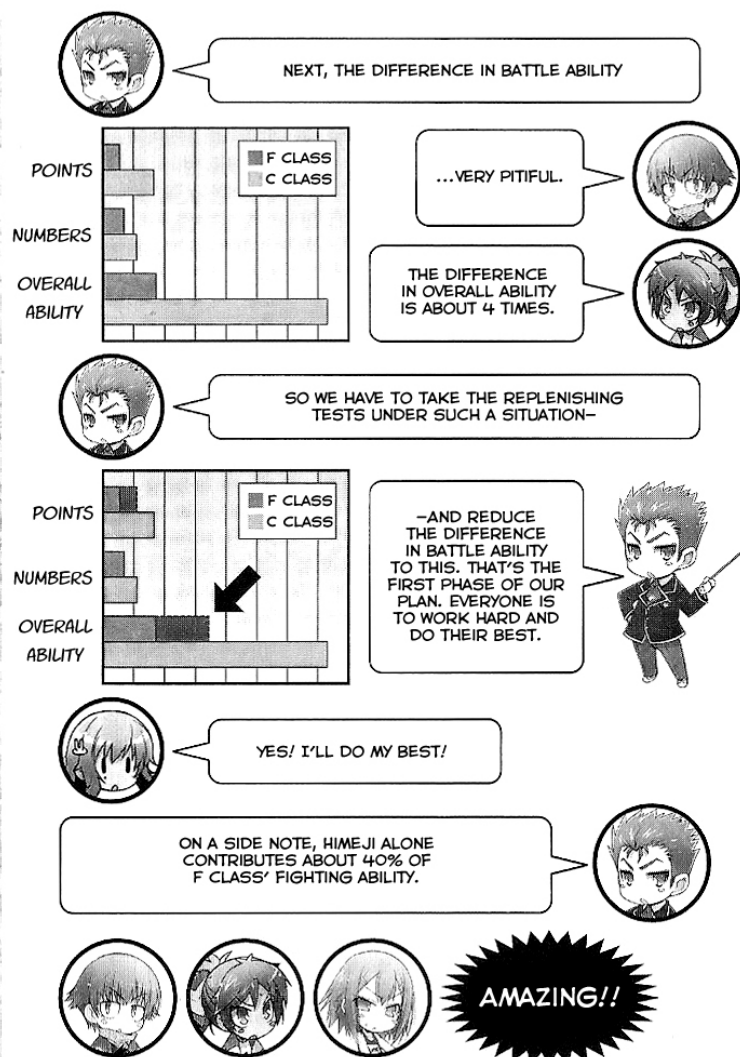 NEXT, THE DIFFERENCE IN BATTLE ABILITY
POINTS
NUMBERS
OVERALL
ABILITY
F CLASS
C CLASS
...VERY PITIFUL.
THE DIFFERENCE
IN OVERALL ABILITY
IS ABOUT 4 TIMES.
SO WE HAVE TO TAKE THE REPLENISHING
TESTS UNDER SUCH A SITUATION–
POINTS
NUMBERS
OVERALL
ABILITY
F CLASS
C CLASS
–AND REDUCE
THE DIFFERENCE
IN BATTLE ABILITY
TO THIS. THAT'S THE
FIRST PHASE OF OUR
PLAN. EVERYONE IS
TO WORK HARD AND
DO THEIR BEST.
YES! I'LL DO MY BEST!
ON A SIDE NOTE, HIMEJI ALONE
CONTRIBUTES ABOUT 40% OF
F CLASS' FIGHTING ABILITY.
AMAZING!!